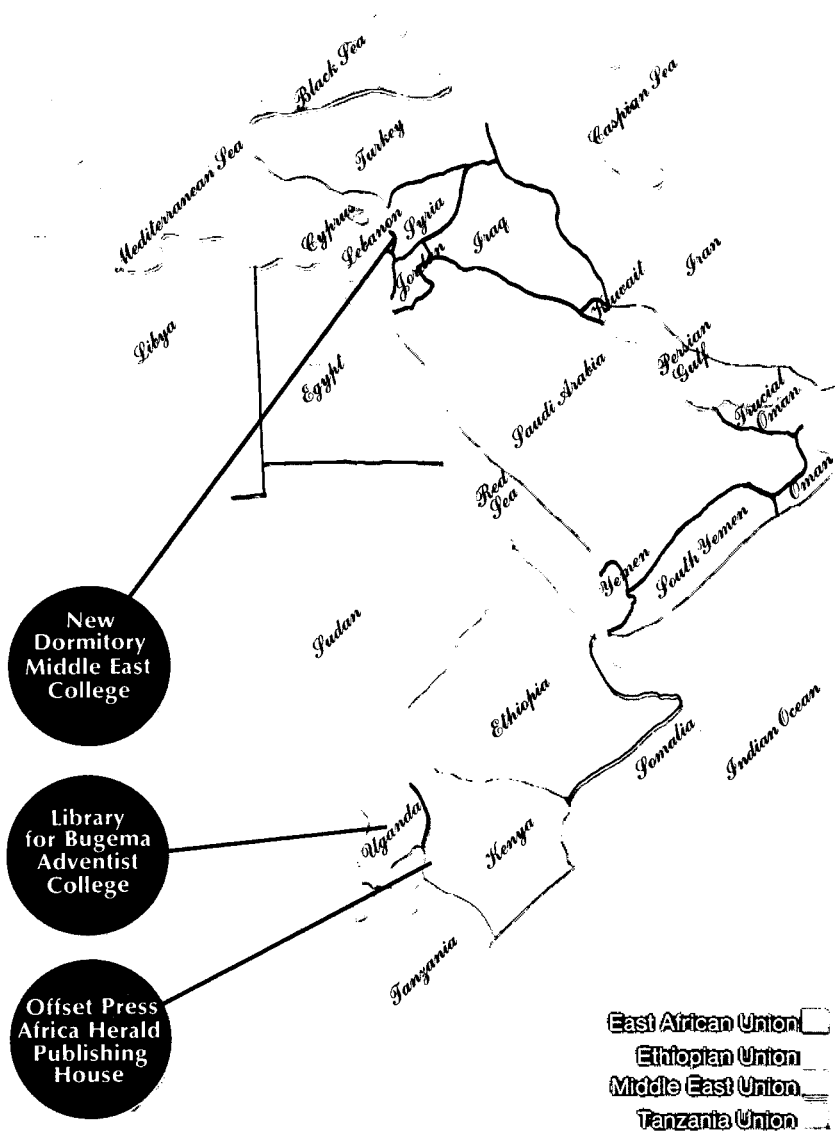 Black Sea
Caspian Sea
Turkey
Mediterranean Sea
Cyprus
Lebanon
Syria
Iraq
Jordan
Iran
Kuwait
Libya
Egypt
Persian
Gulf
Saudi Arabia
Trucial
Oman
Red
Sea
Oman
South Yemen
Yemen
New
Dormitory
Middle East
College
Sudan
Ethiopia
Somalia
Indian Ocean
Library
for Bugema
Adventist
College
Uganda
Kenya
Tanzania
Offset Press
Africa Herald
Publishing
House
East African Union
Ethiopian Union
Middle East Union
Tanzania Union